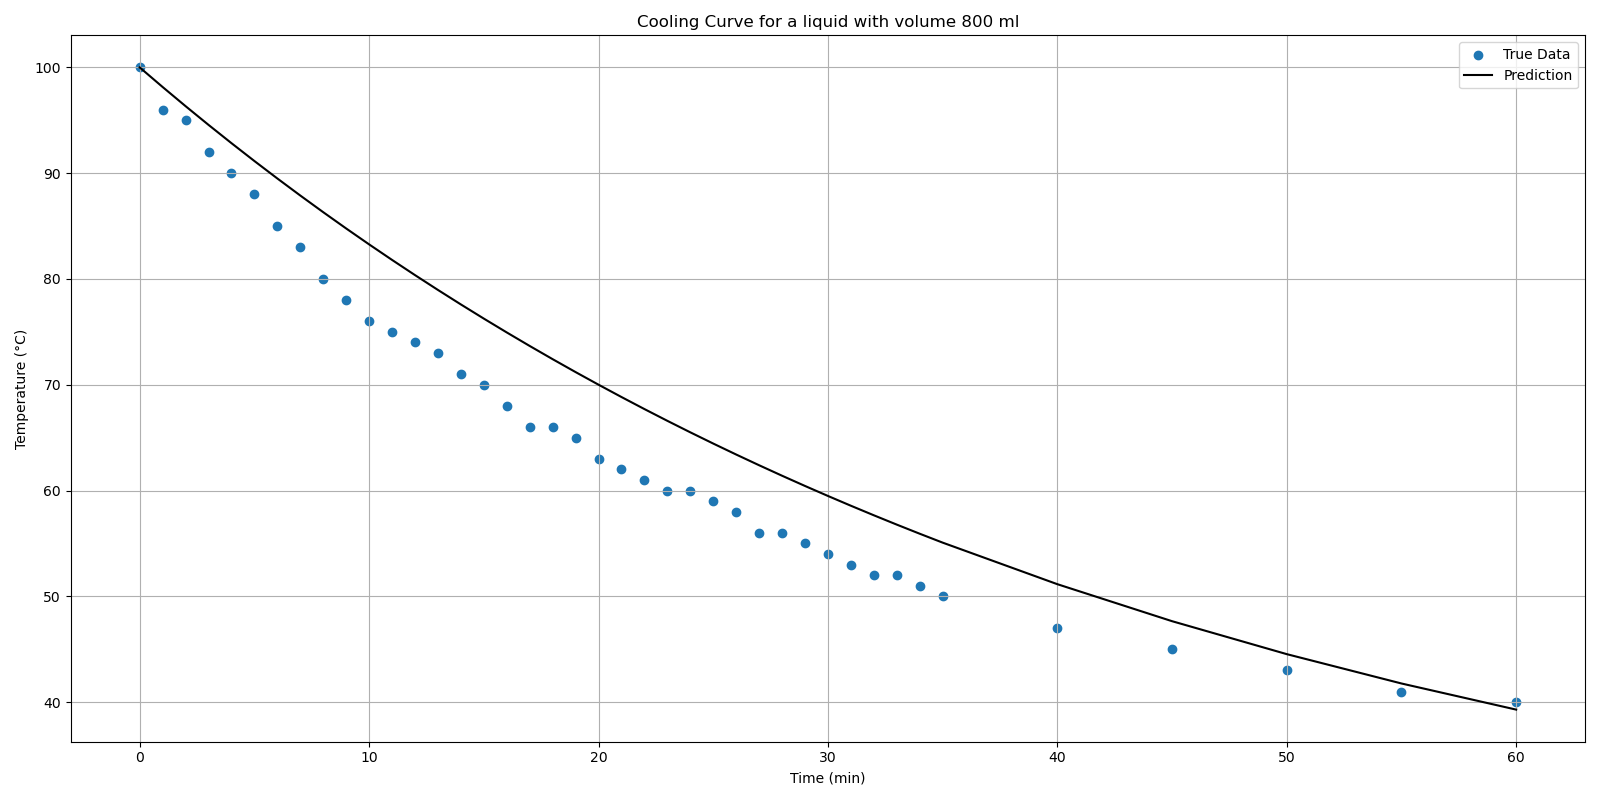 Cooling Curve for a liquid with volume 800 ml
True Data
Prediction
100
90
80
70
60
50
40
Temperature (°C)
0 10 20 30 40 50 60
Time (min)